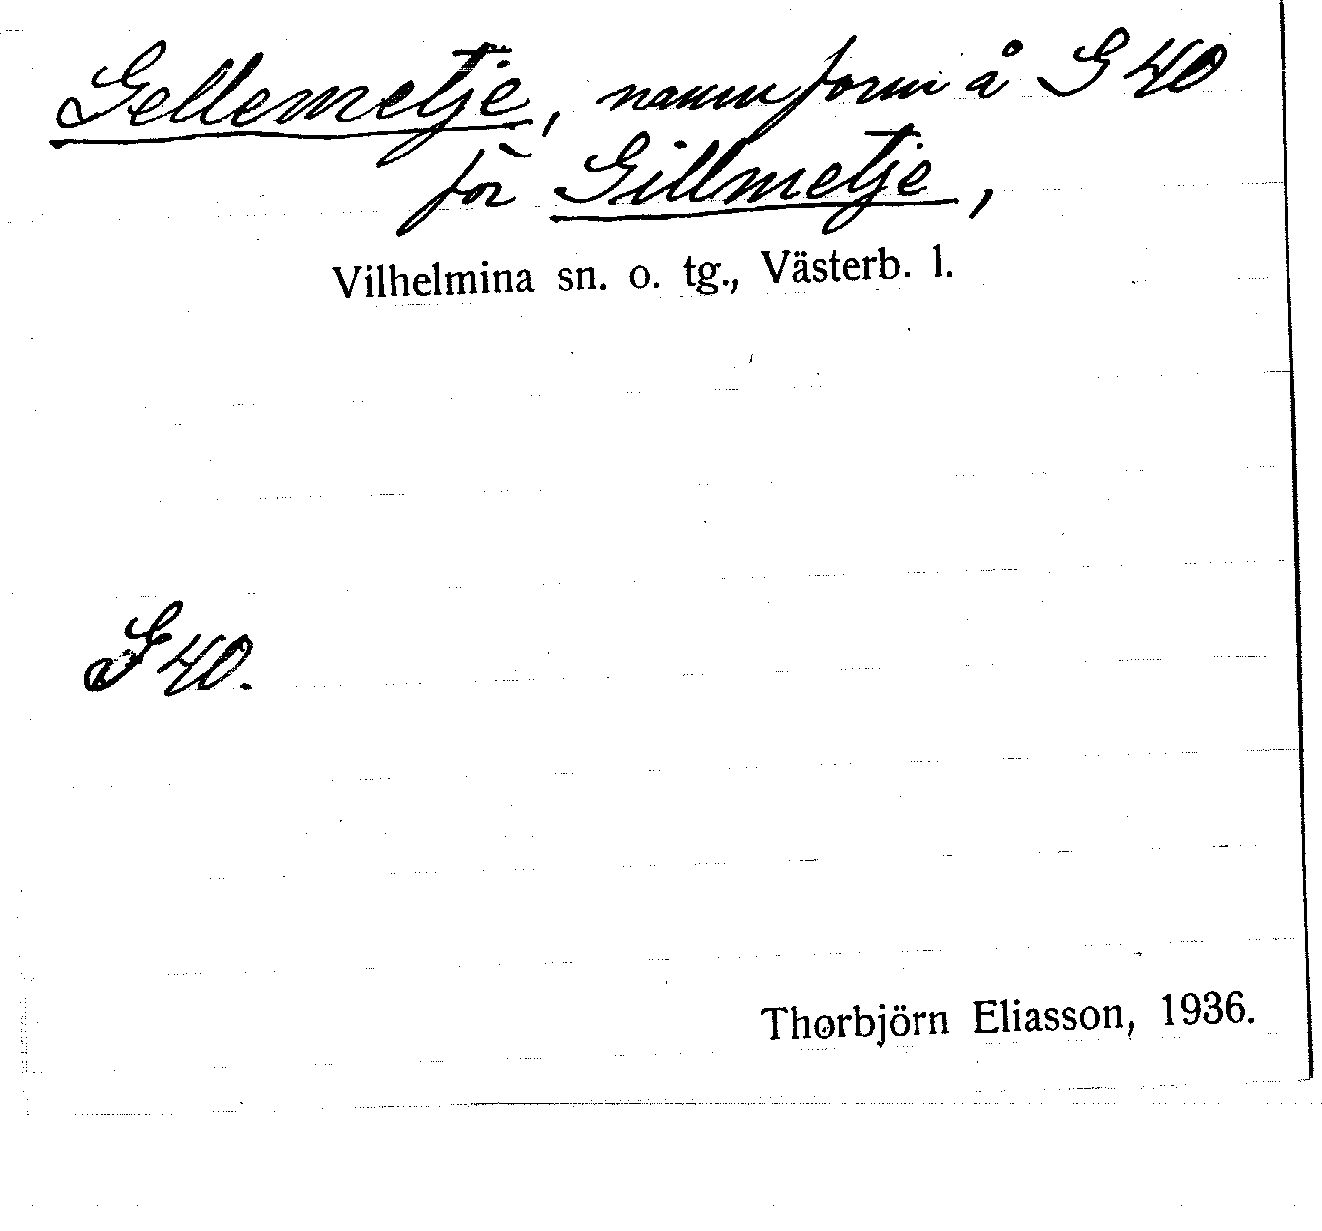 Gellemetje, namnform å G 40
för Gillmetje,
Vilhelmina sn. o. tg., Västerb. l.
G 40.
Thorbjörn Eliasson, 1936.